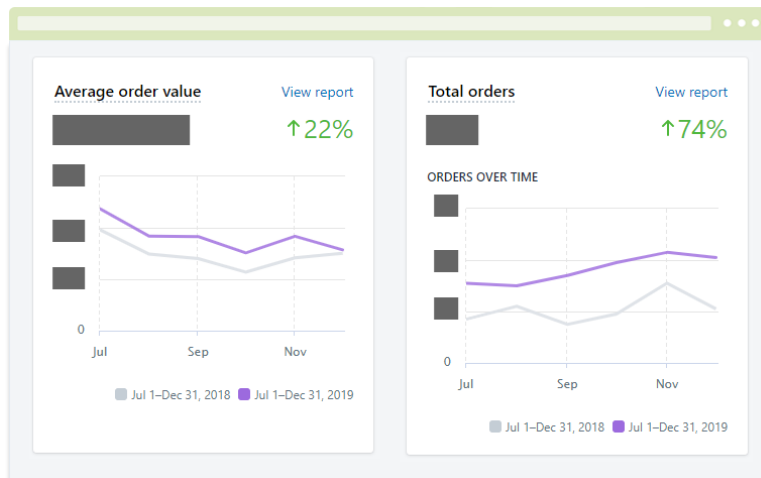 Average order value View report
↑22%
0
Jul Sep Nov
Jul 1–Dec 31, 2018 Jul 1–Dec 31, 2019
Total orders View report
↑74%
ORDERS OVER TIME
0
Jul Sep Nov
Jul 1–Dec 31, 2018 Jul 1–Dec 31, 2019